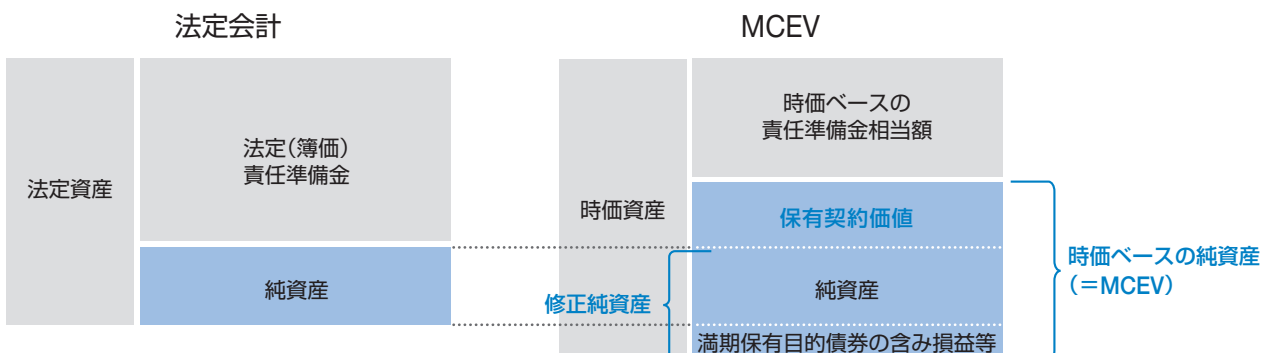 法定会計
法定資産
法定(簿価)
責任準備金
純資産
MCEV
時価資産
時価ベースの
責任準備金相当額
保有契約価値
純資産
満期保有目的債券の含み損益等
修正純資産
時価ベースの純資産
(=MCEV)